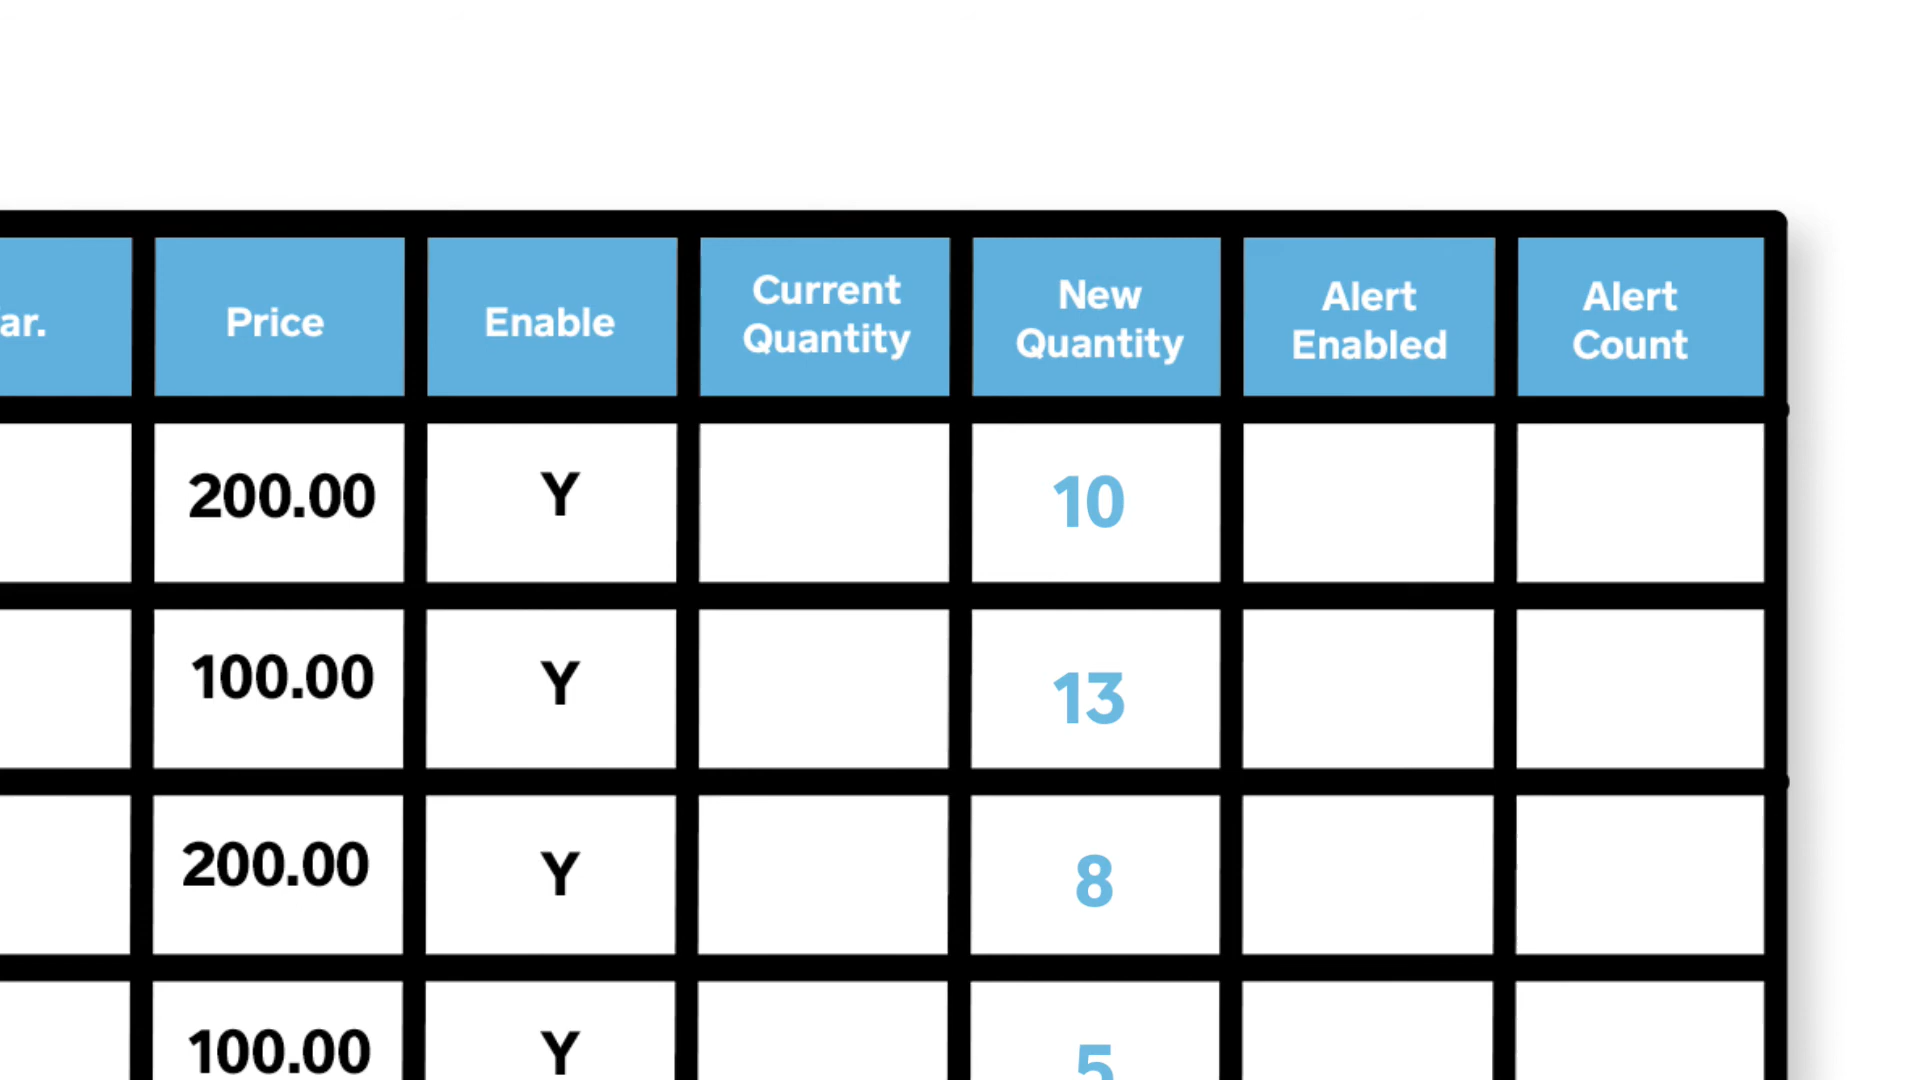 ar. Price Enable Current Quantity New Quantity Alert Enabled Alert Count
200.00 Y 10
100.00 Y 13
200.00 Y 8
100.00 Y 5